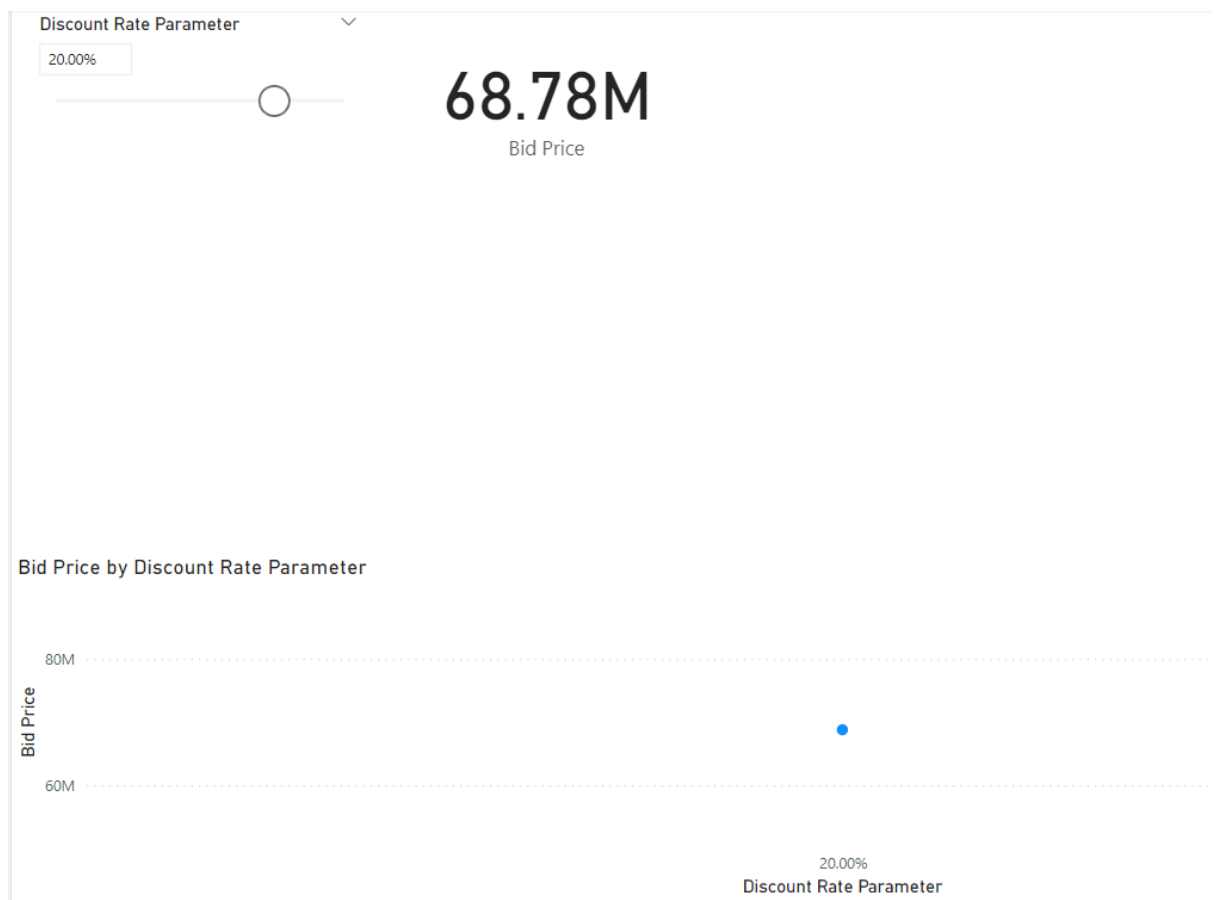 Discount Rate Parameter
20.00%
68.78M
Bid Price
Bid Price by Discount Rate Parameter
80M
Bid Price
60M
20.00%
Discount Rate Parameter